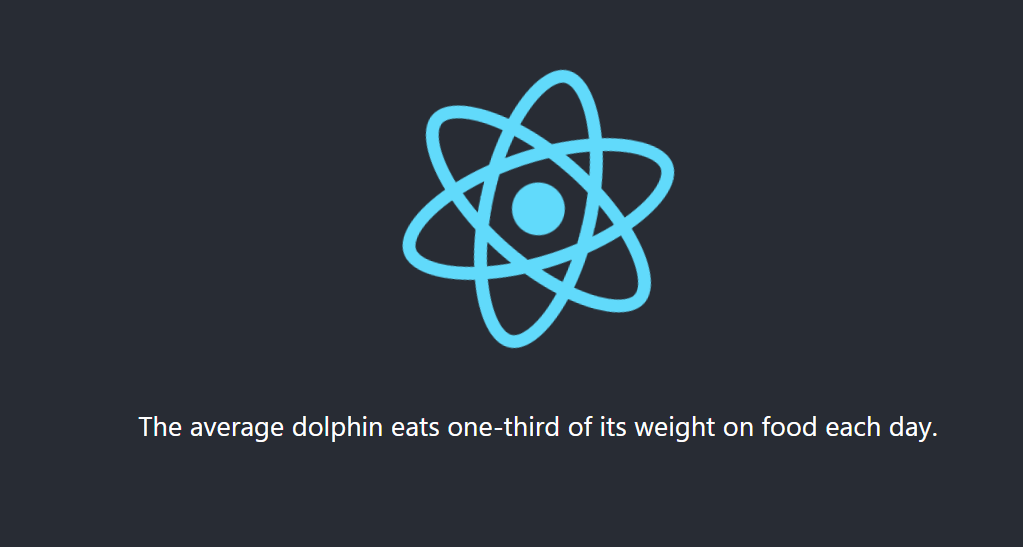 The average dolphin eats one-third of its weight on food each day.